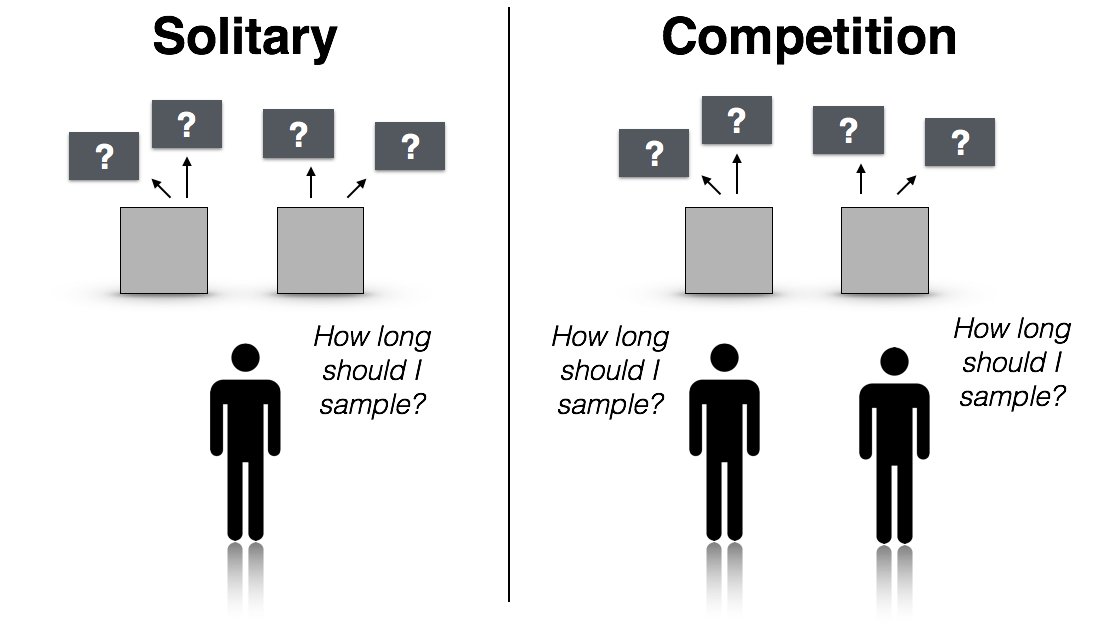 Solitary
? ? ? ?
How long
should I
sample?
Competition
? ? ? ?
How long
should I
sample?
How long
should I
sample?